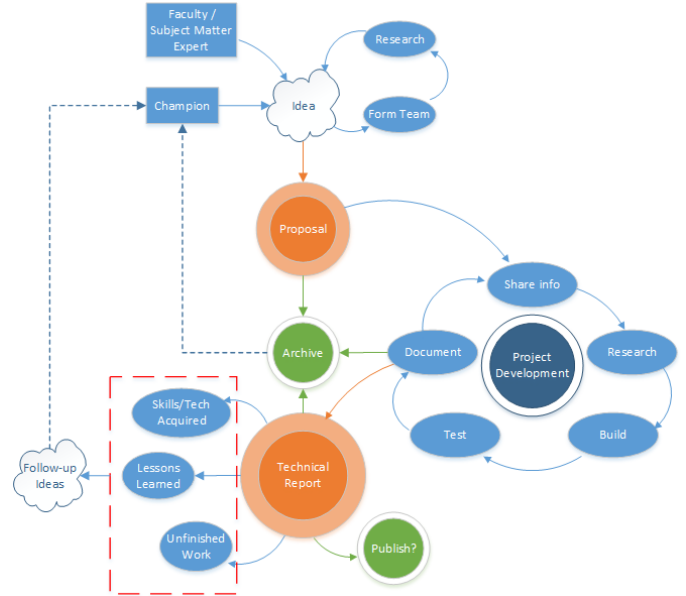 Faculty /
Subject Matter
Expert
Research
Champion
Idea
Form Team
Proposal
Share info
Archive
Document
Project
Development
Research
Skills/Tech
Acquired
Test
Build
Follow-up
Ideas
Lessons
Learned
Technical
Report
Unfinished
Work
Publish?